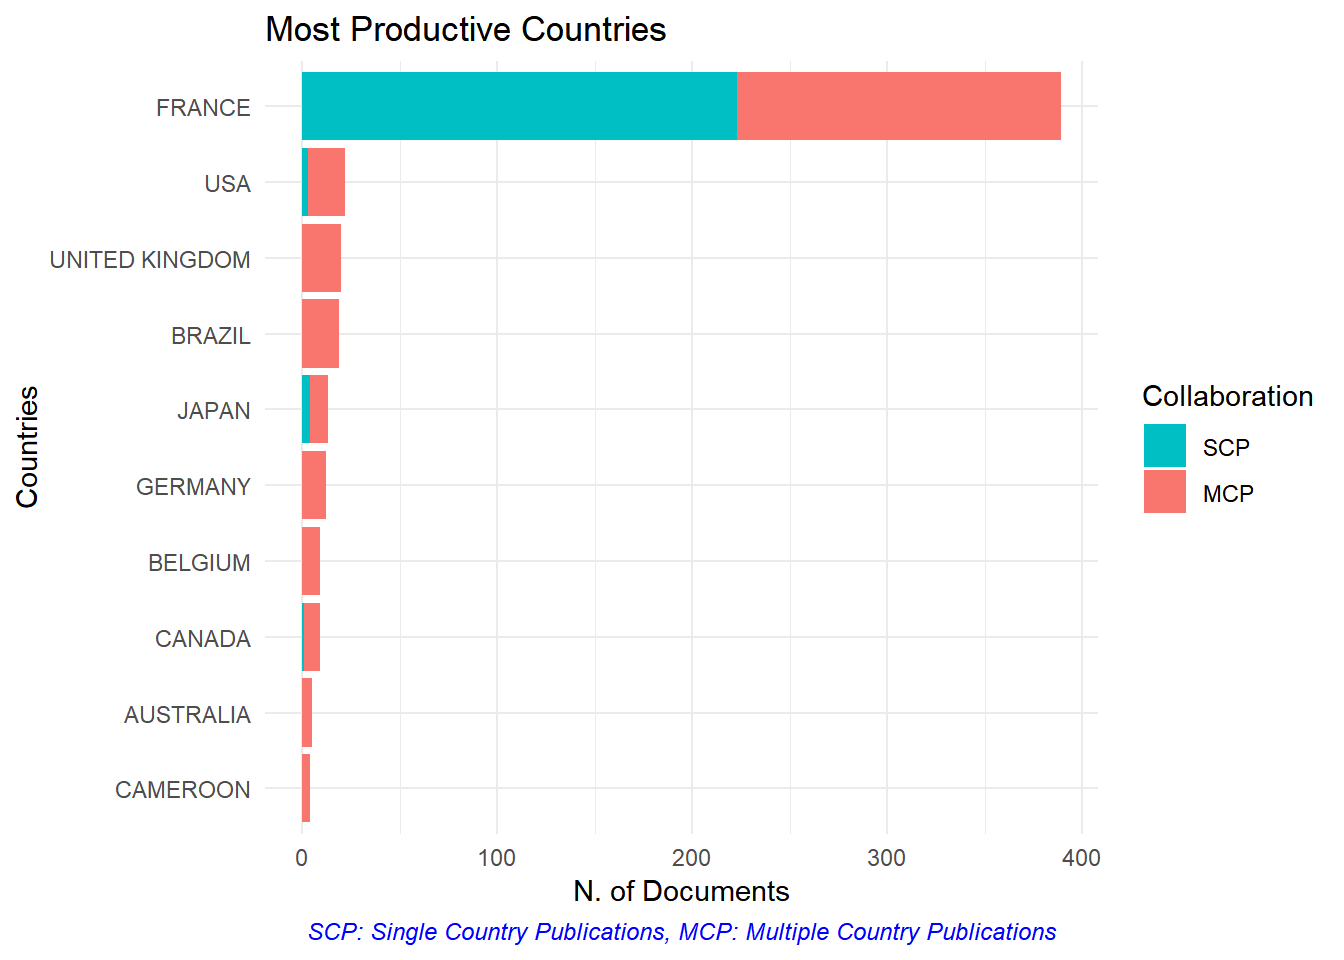 Most Productive Countries
FRANCE
USA
UNITED KINGDOM
BRAZIL
JAPAN
GERMANY
BELGIUM
CANADA
AUSTRALIA
CAMEROON
Countries
0 100 200 300 400
N. of Documents
SCP: Single Country Publications, MCP: Multiple Country Publications
Collaboration
SCP
MCP